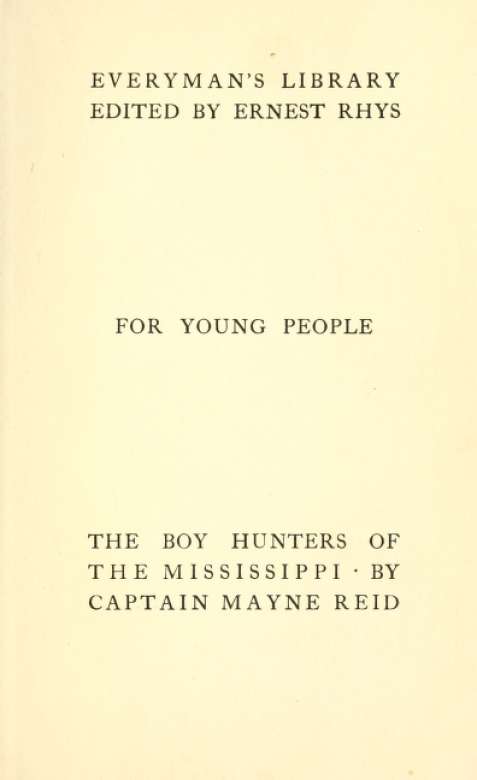 EVERYMAN'S LIBRARY
EDITED BY ERNEST RHYS
FOR YOUNG PEOPLE
THE BOY HUNTERS OF
THE MISSISSIPPI · BY
CAPTAIN MAYNE REID